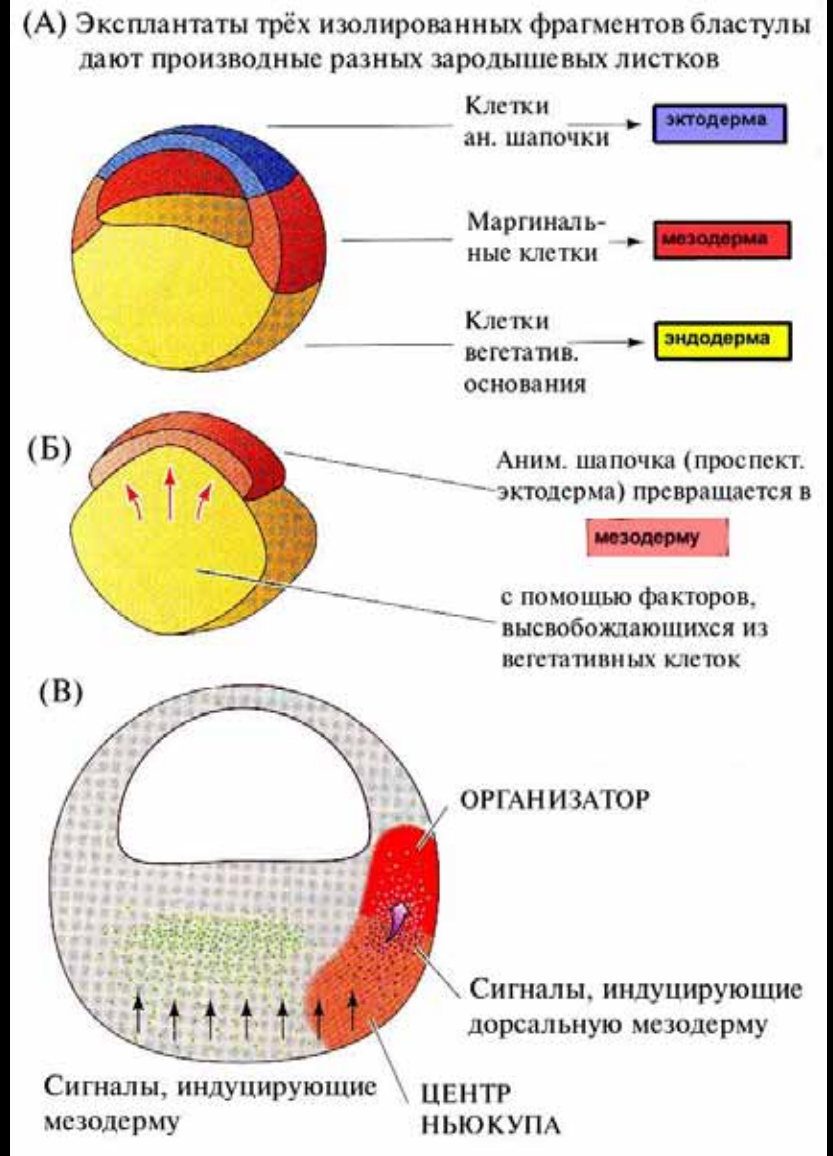 (А) Эксплантаты трёх изолированных фрагментов бластулы
дают производные разных зародышевых листков
Клетки
ан. шапочки
эктодерма
Маргиналь-
ные клетки
мезодерма
Клетки
вегетатив.
основания
эндодерма
(Б)
Аним. шапочка (проспект.
эктодерма) превращается в
мезодерму
с помощью факторов,
высвобождающихся из
вегетативных клеток
(В)
ОРГАНИЗАТОР
Сигналы, индуцирующие
дорсальную мезодерму
Сигналы, индуцирующие
мезодерму
ЦЕНТР
НЬЮКУПА